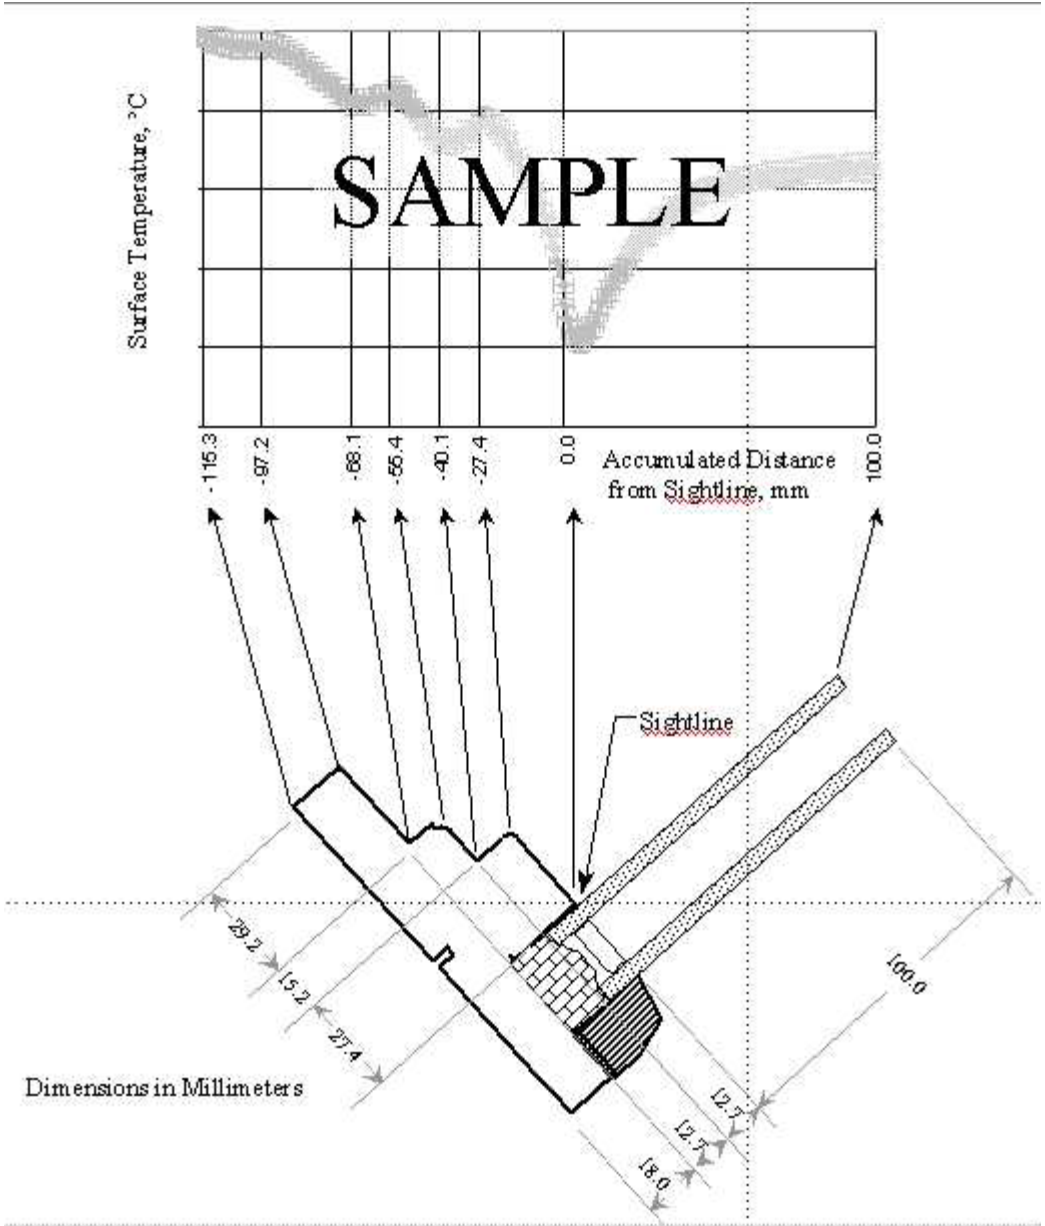 Surface Temperature, °C
SAMPLE
-115.3
-97.2
-68.1
-55.4
-40.1
-27.4
0.0
100.0
Accumulated Distance
from Sightline, mm
Sightline
29.2
15.2
27.4
100.0
Dimensions in Millimeters
12.7
12.7
18.0